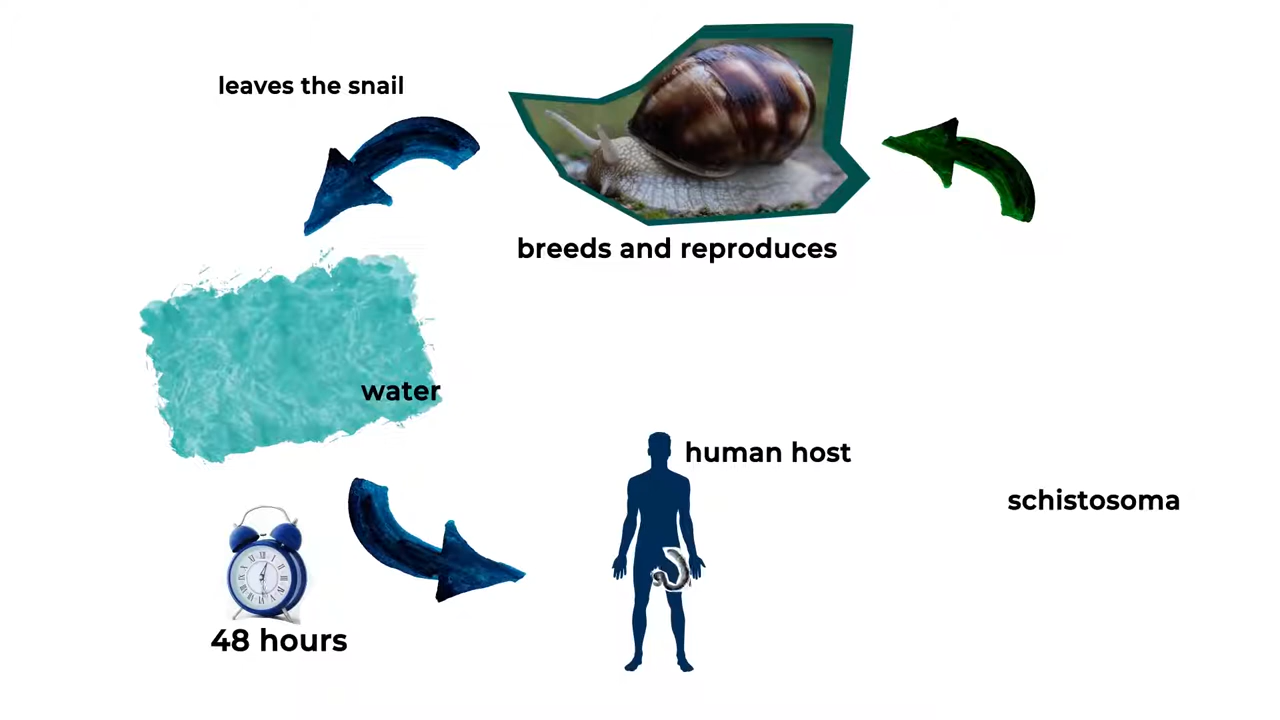 leaves the snail
breeds and reproduces
water
human host
schistosoma
48 hours